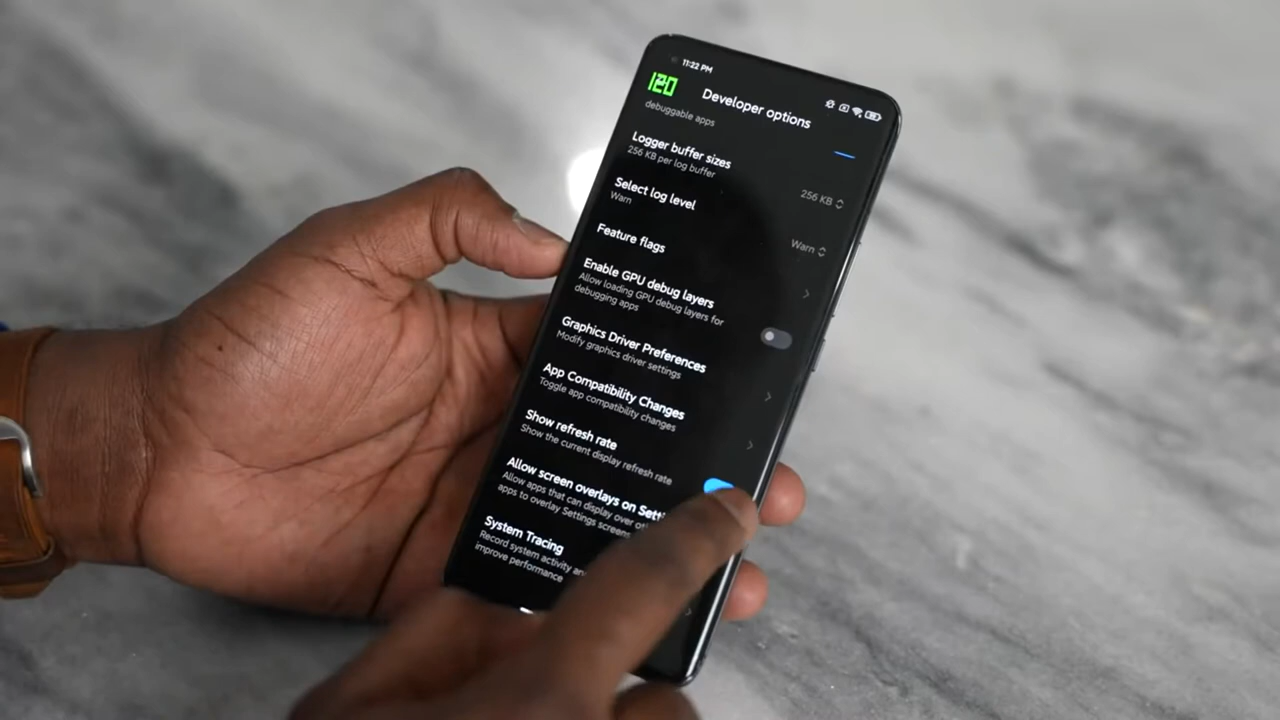 11:22 PM
120
Developer options
debuggable apps
Logger buffer sizes
256 KB per log buffer
256 KB
Select log level
Warn
Warn
Feature flags
Enable GPU debug layers
Allow loading GPU debug layers for
debugging apps
Graphics Driver Preferences
Modify graphics driver settings
App Compatibility Changes
Toggle app compatibility changes
Show refresh rate
Show the current display refresh rate
Allow screen overlays on
Allow apps that can display over
apps to overlay Settings screens
System Tracing
Record system activity
improve performance